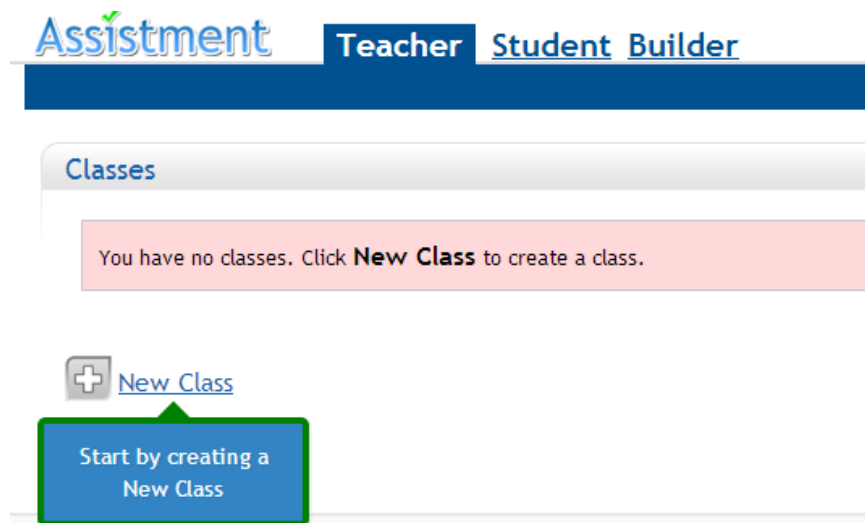 Assistment Teacher Student Builder
Classes
You have no classes. Click New Class to create a class.
New Class
Start by creating a
New Class